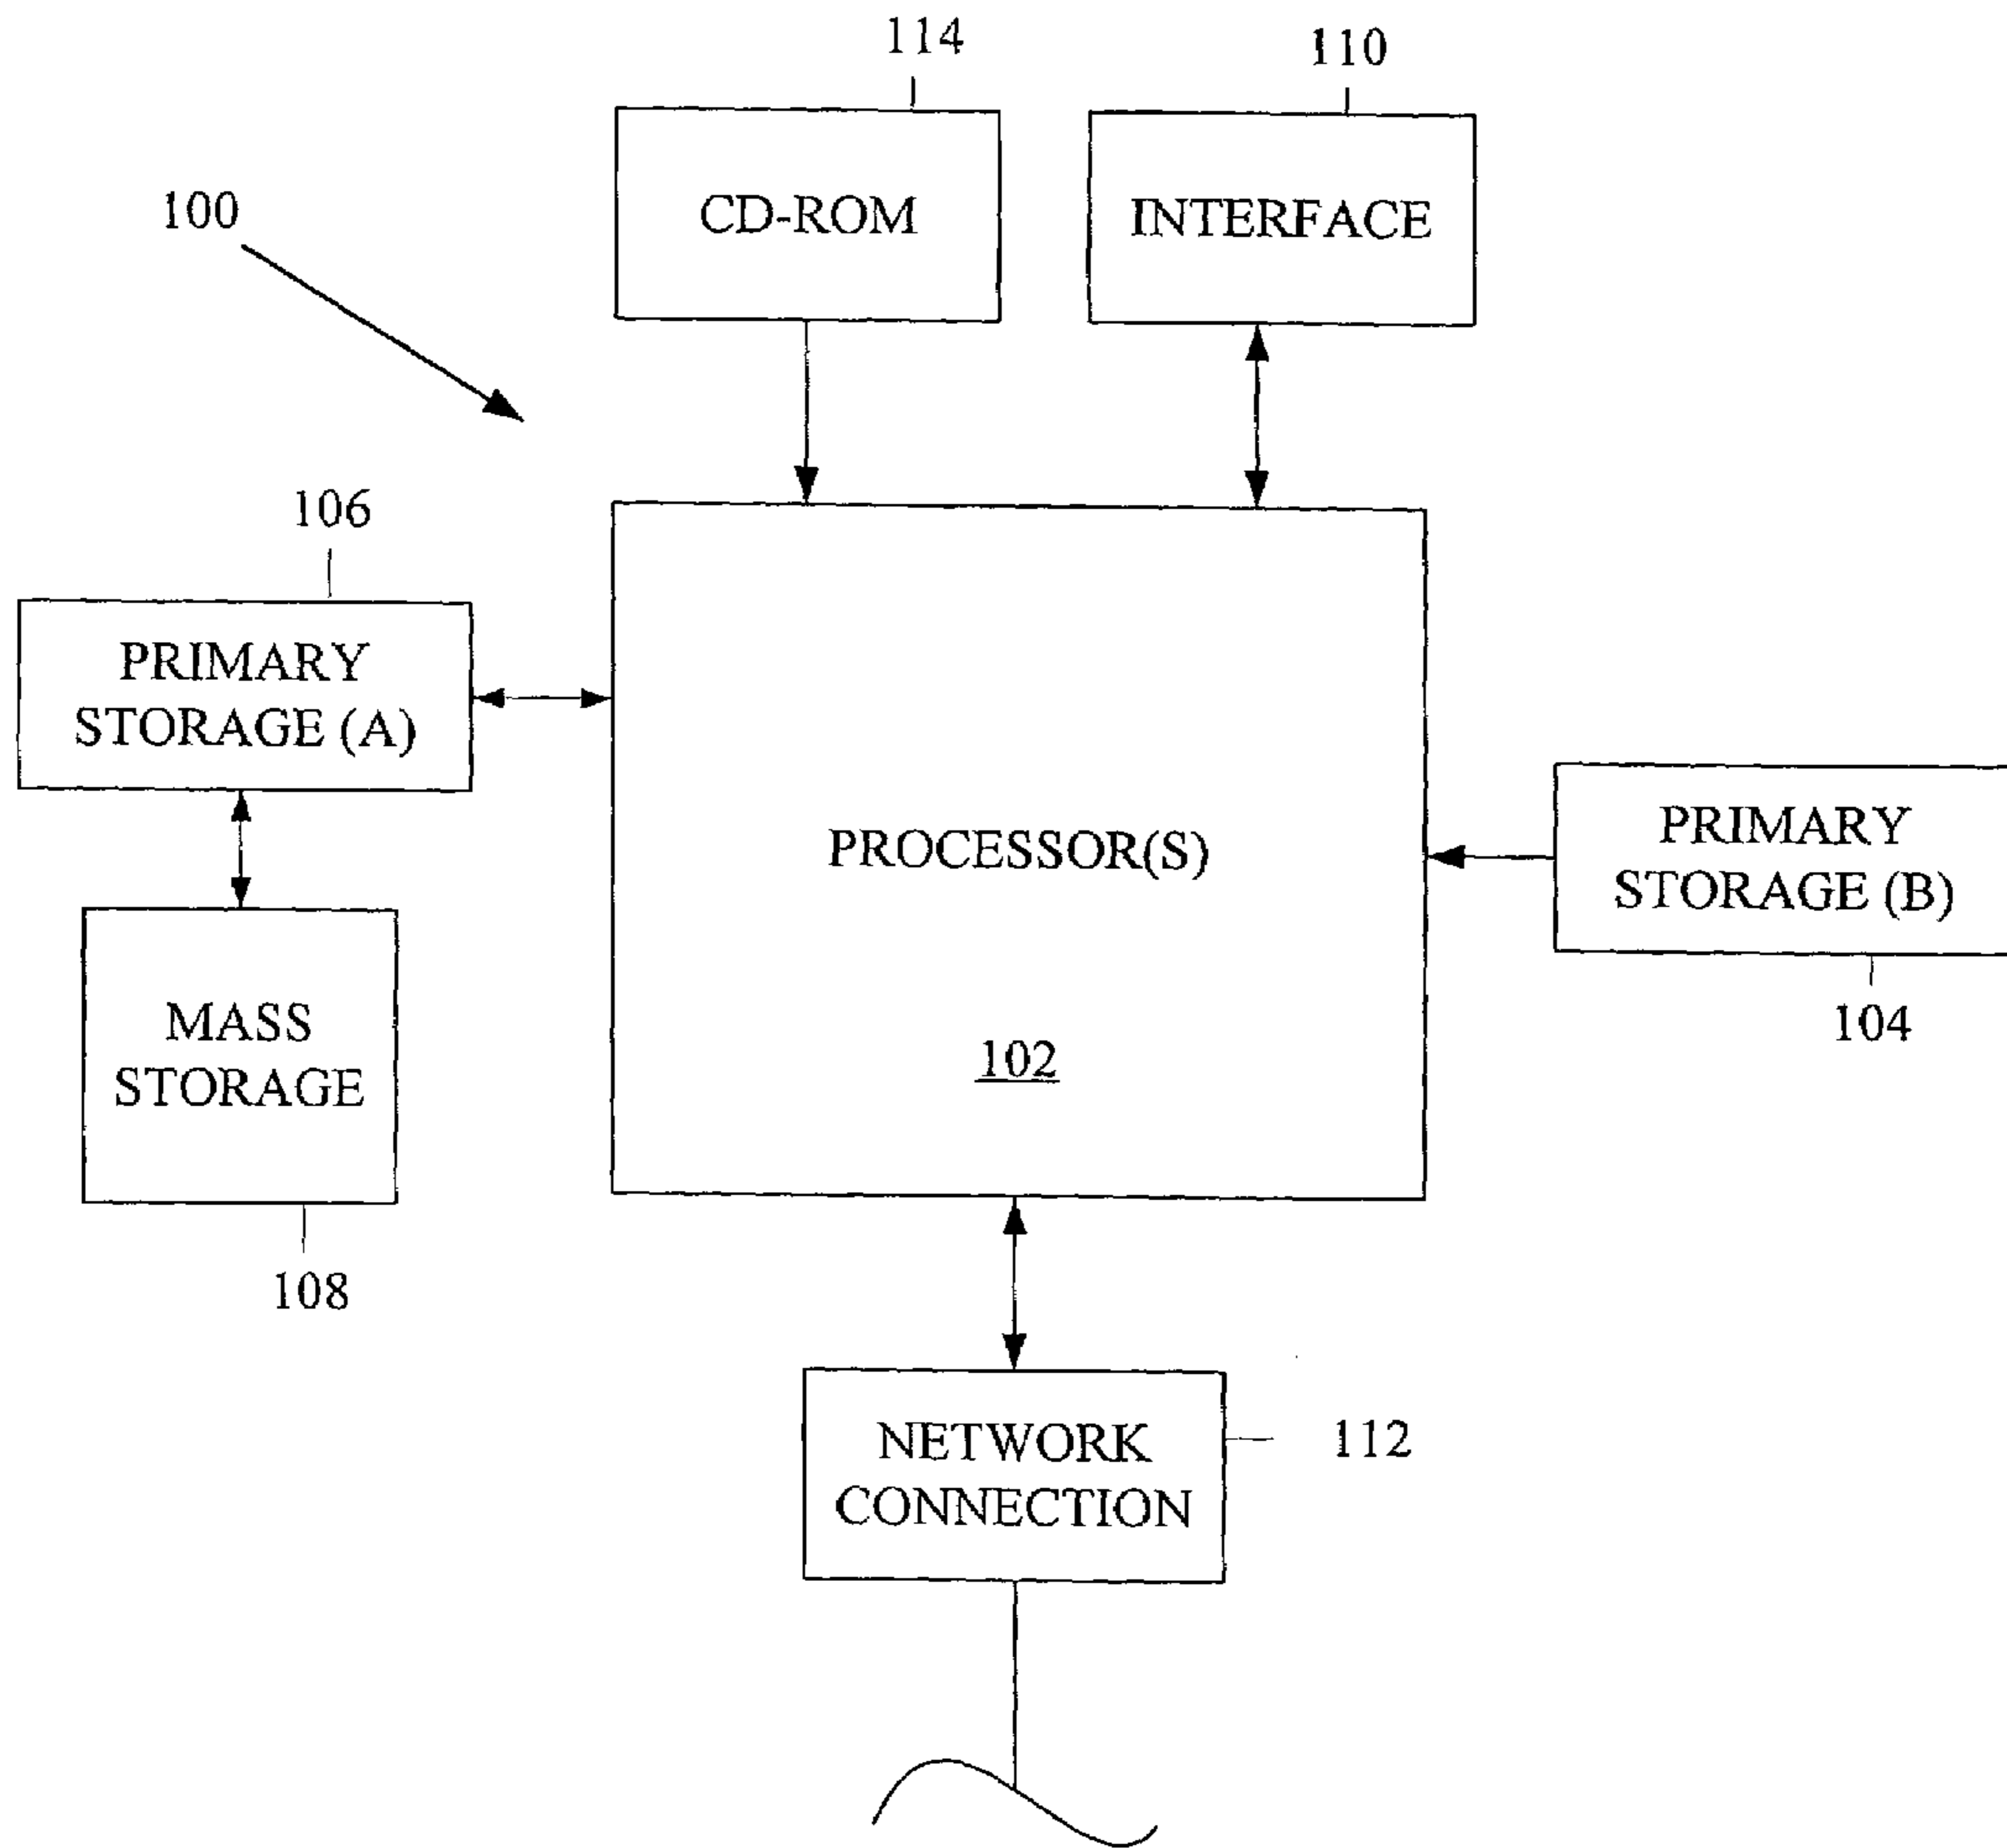 114
110
100
CD-ROM
INTERFACE
106
PRIMARY
STORAGE (A)
PROCESSOR(S)
PRIMARY
STORAGE (B)
MASS
STORAGE
102
104
108
NETWORK
CONNECTION
112